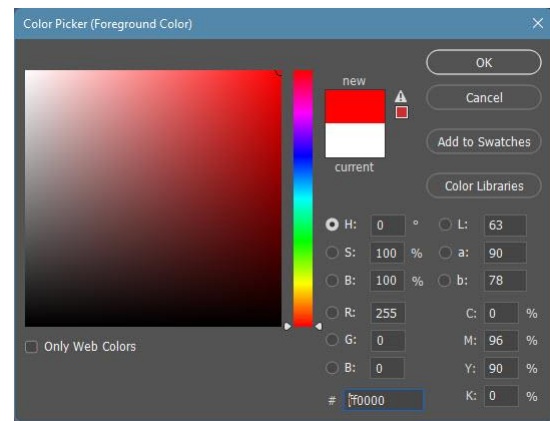 Color Picker (Foreground Color)
new
current
OK
Cancel
Add to Swatches
Color Libraries
H: 0 °
S: 100 %
B: 100 %
R: 255
G: 0
B: 0
# ff0000
L: 63
a: 90
b: 78
C: 0 %
M: 96 %
Y: 90 %
K: 0 %
Only Web Colors